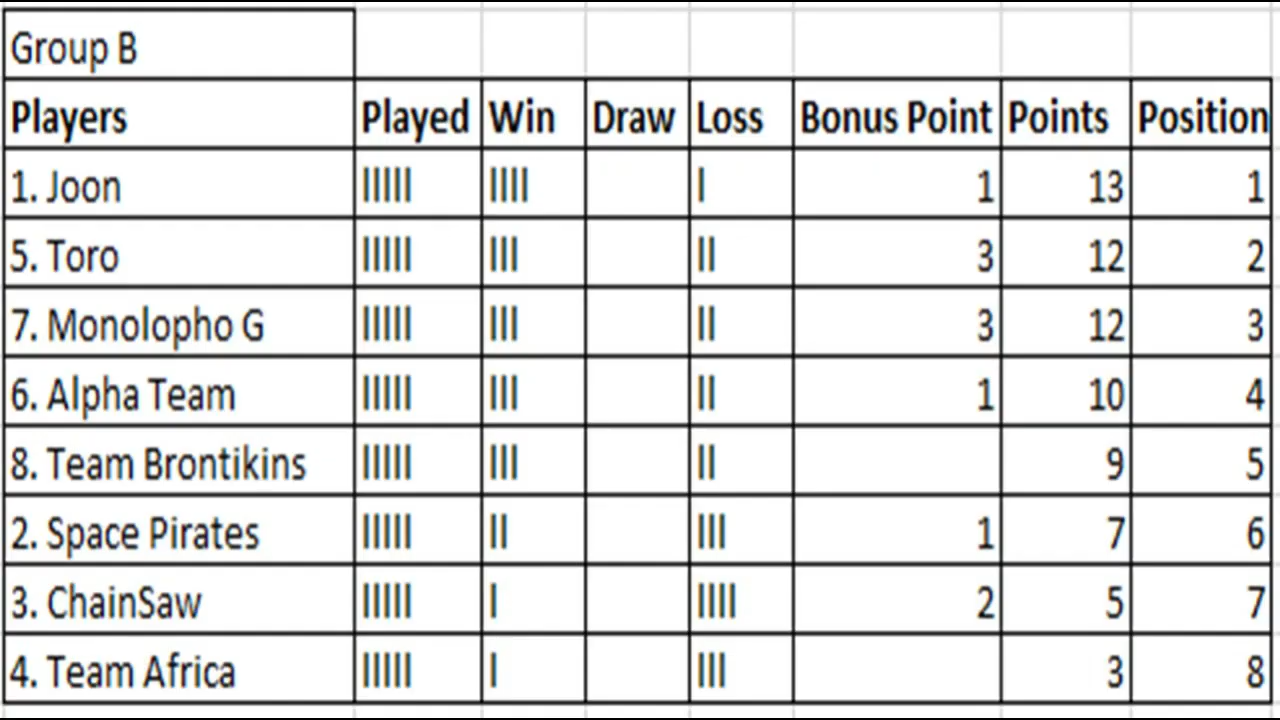 Group B
Players Played Win Draw Loss Bonus Point Points Position
1. Joon IIIII IIII I 1 13 1
5. Toro IIIII III II 3 12 2
7. Monolopho G IIIII III II 3 12 3
6. Alpha Team IIIII III II 1 10 4
8. Team Brontikins IIIII III II 9 5
2. Space Pirates IIIII II III 1 7 6
3. ChainSaw IIIII I IIII 2 5 7
4. Team Africa IIIII I III 3 8